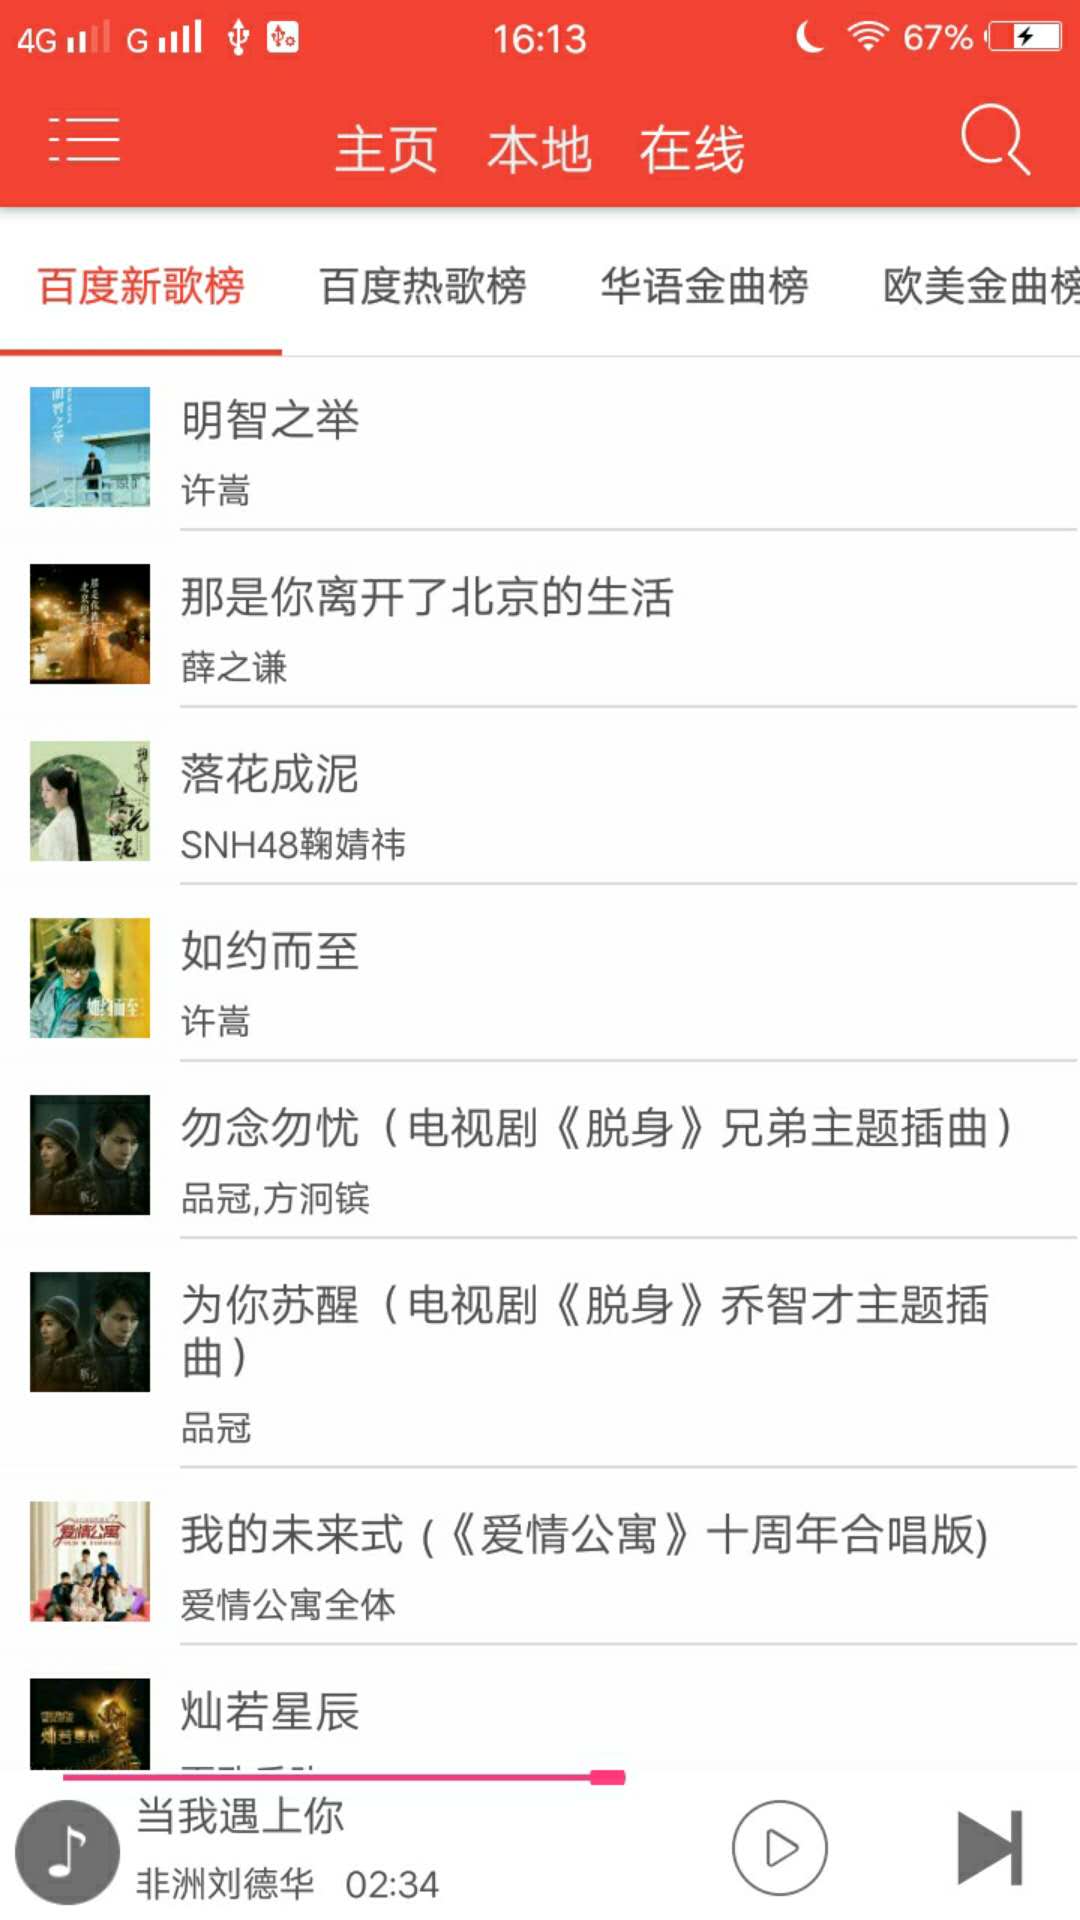 4G G 16:13 67%
主页 本地 在线
百度新歌榜 百度热歌榜 华语金曲榜 欧美金曲榜
明智之举
许嵩
那是你离开了北京的生活
薛之谦
落花成泥
SNH48鞠婧祎
如约而至
许嵩
勿念勿忧（电视剧《脱身》兄弟主题插曲）
品冠,方泂镔
为你苏醒（电视剧《脱身》乔智才主题插
曲）
品冠
我的未来式 (《爱情公寓》十周年合唱版)
爱情公寓全体
灿若星辰
当我遇上你
非洲刘德华 02:34